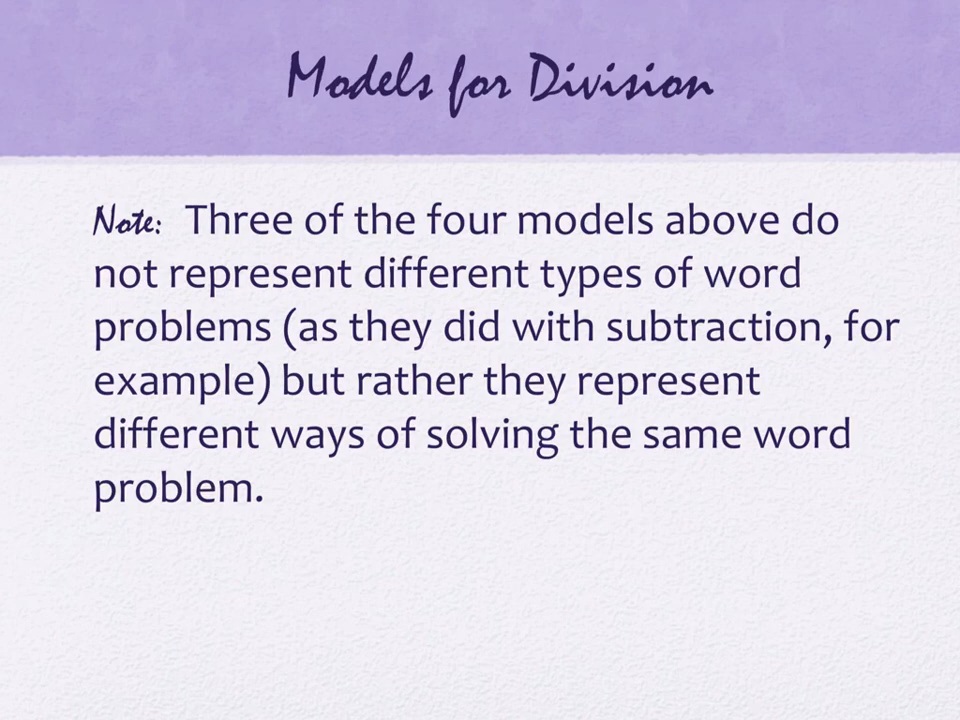 Models for Division
Note: Three of the four models above do
not represent different types of word
problems (as they did with subtraction, for
example) but rather they represent
different ways of solving the same word
problem.